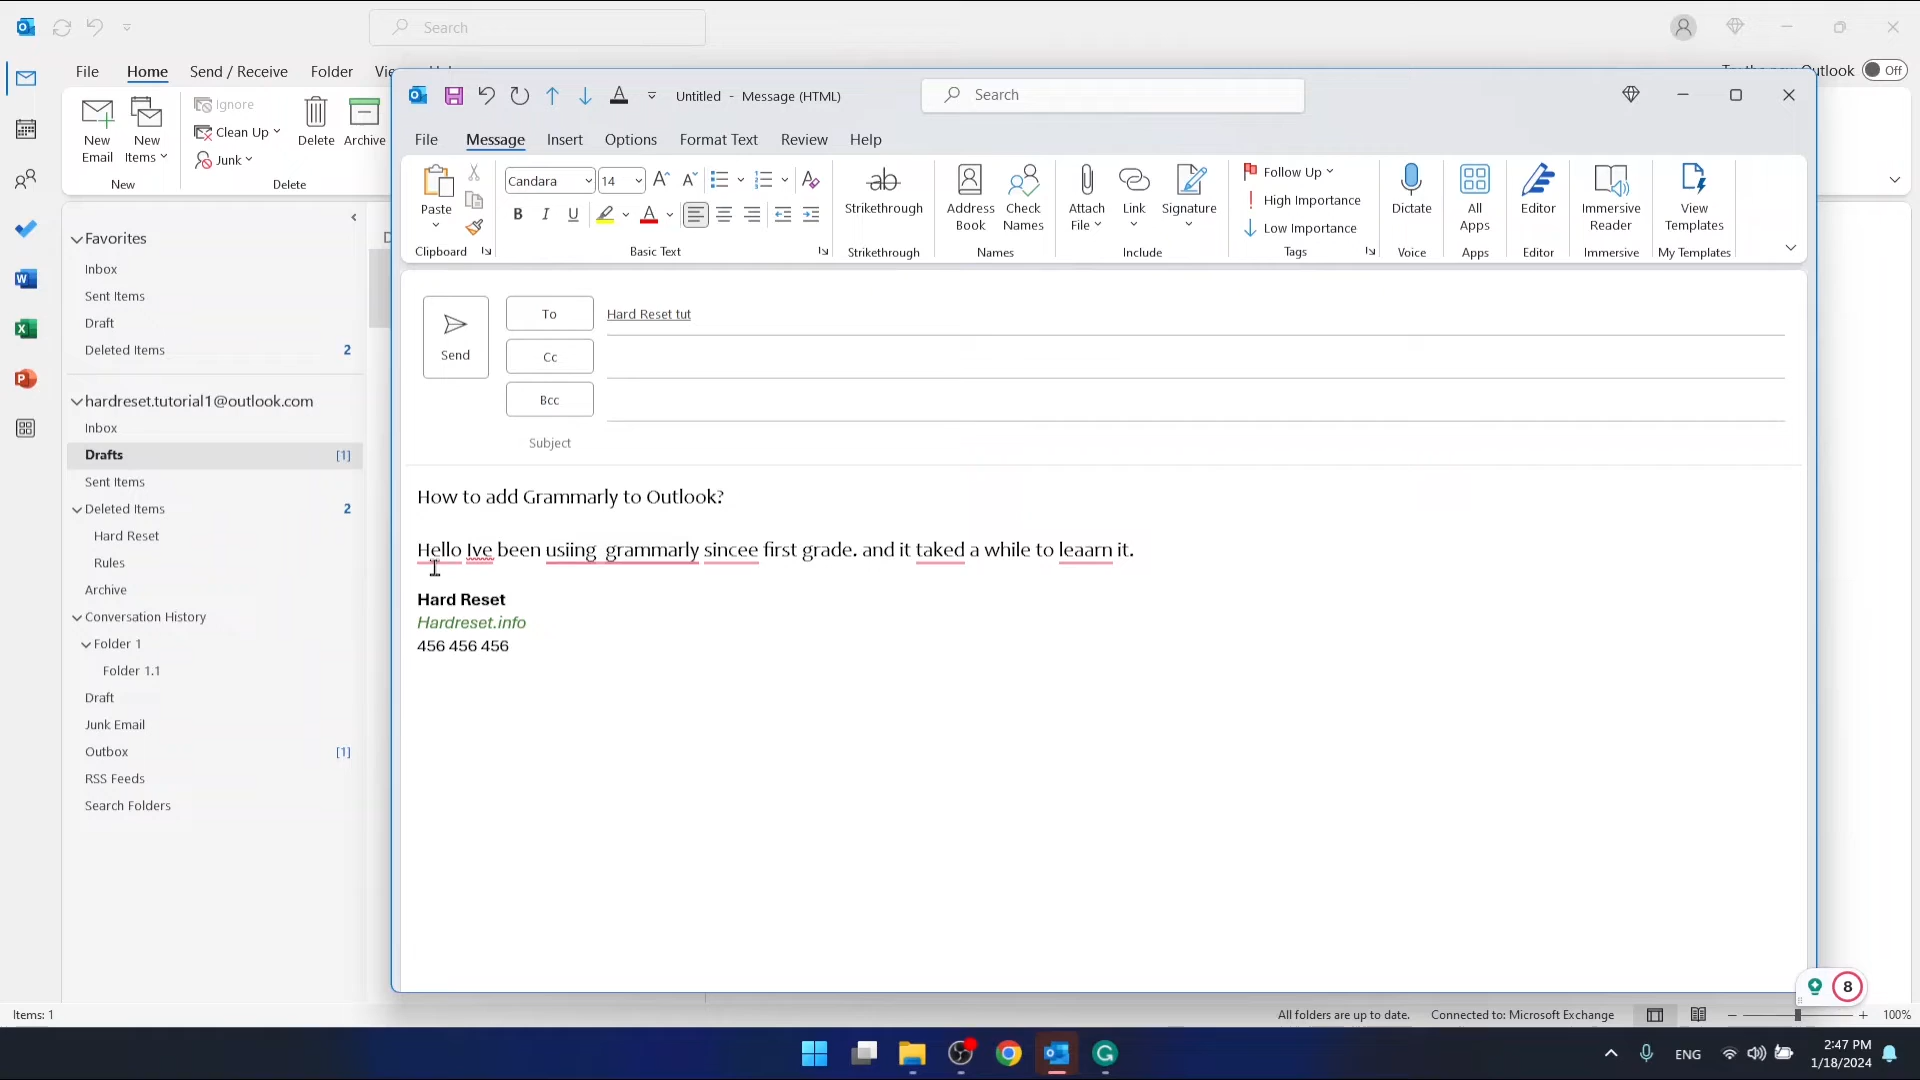 Search
File Home Send / Receive Folder
Outlook Off
New Email
New Items
Ignore
Clean Up
Junk
Delete
Archive
New
Delete
Untitled - Message (HTML)
Search
File Message Insert Options Format Text Review Help
Paste
Clipboard
Candara 14
B I U
Basic Text
ab
Strikethrough
Strikethrough
Address Book
Check Names
Names
Attach File
Link
Signature
Include
Follow Up
High Importance
Low Importance
Tags
Dictate
Voice
All Apps
Apps
Editor
Editor
Immersive Reader
Immersive
View Templates
My Templates
Favorites
Inbox
Sent Items
Draft
Deleted Items 2
hardreset.tutorial1@outlook.com
Inbox
Drafts [1]
Sent Items
Deleted Items 2
Hard Reset
Rules
Archive
Conversation History
Folder 1
Folder 1.1
Draft
Junk Email
Outbox [1]
RSS Feeds
Search Folders
Send
To Hard Reset tut
Cc
Bcc
Subject
How to add Grammarly to Outlook?
Hello Ive been usiing grammarly sincee first grade. and it taked a while to leaarn it.
Hard Reset
Hardreset.info
456 456 456
8
Items: 1
All folders are up to date. Connected to: Microsoft Exchange 100%
ENG
2:47 PM
1/18/2024